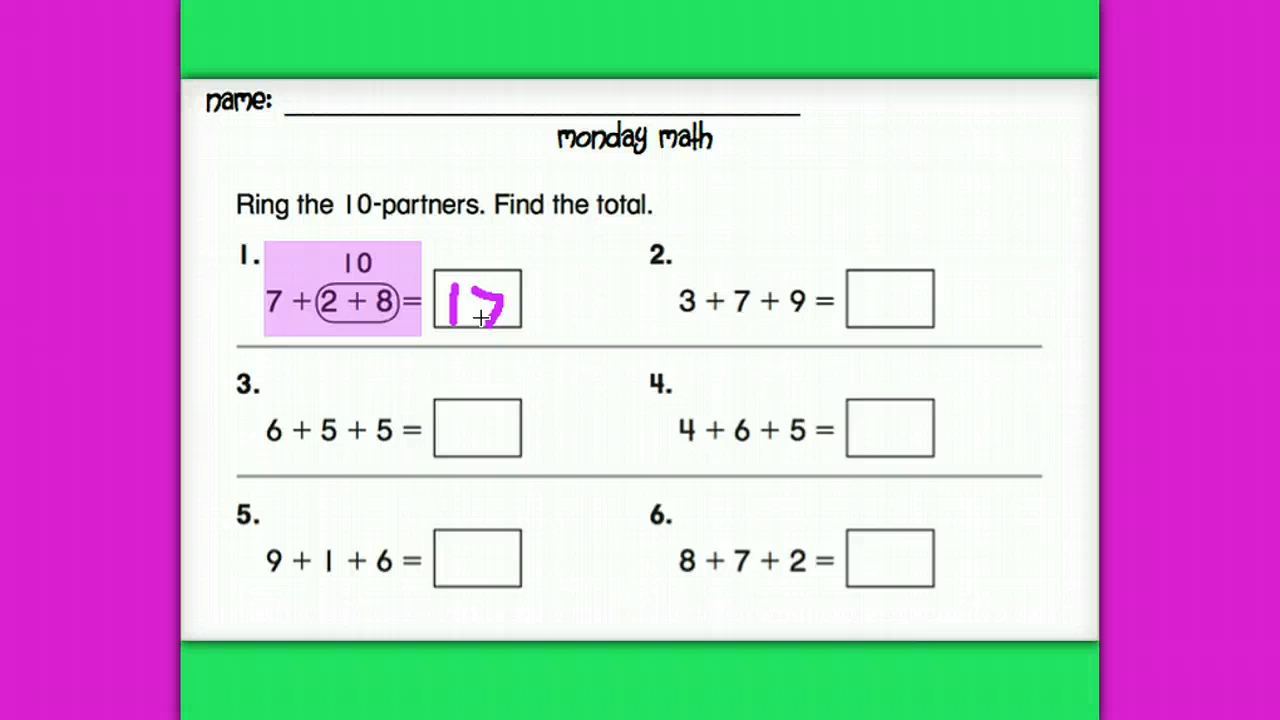 name: ____________________
monday math
Ring the 10-partners. Find the total.
1.
10
7 + 2 + 8 = 17
2.
3 + 7 + 9 =
3.
6 + 5 + 5 =
4.
4 + 6 + 5 =
5.
9 + 1 + 6 =
6.
8 + 7 + 2 =